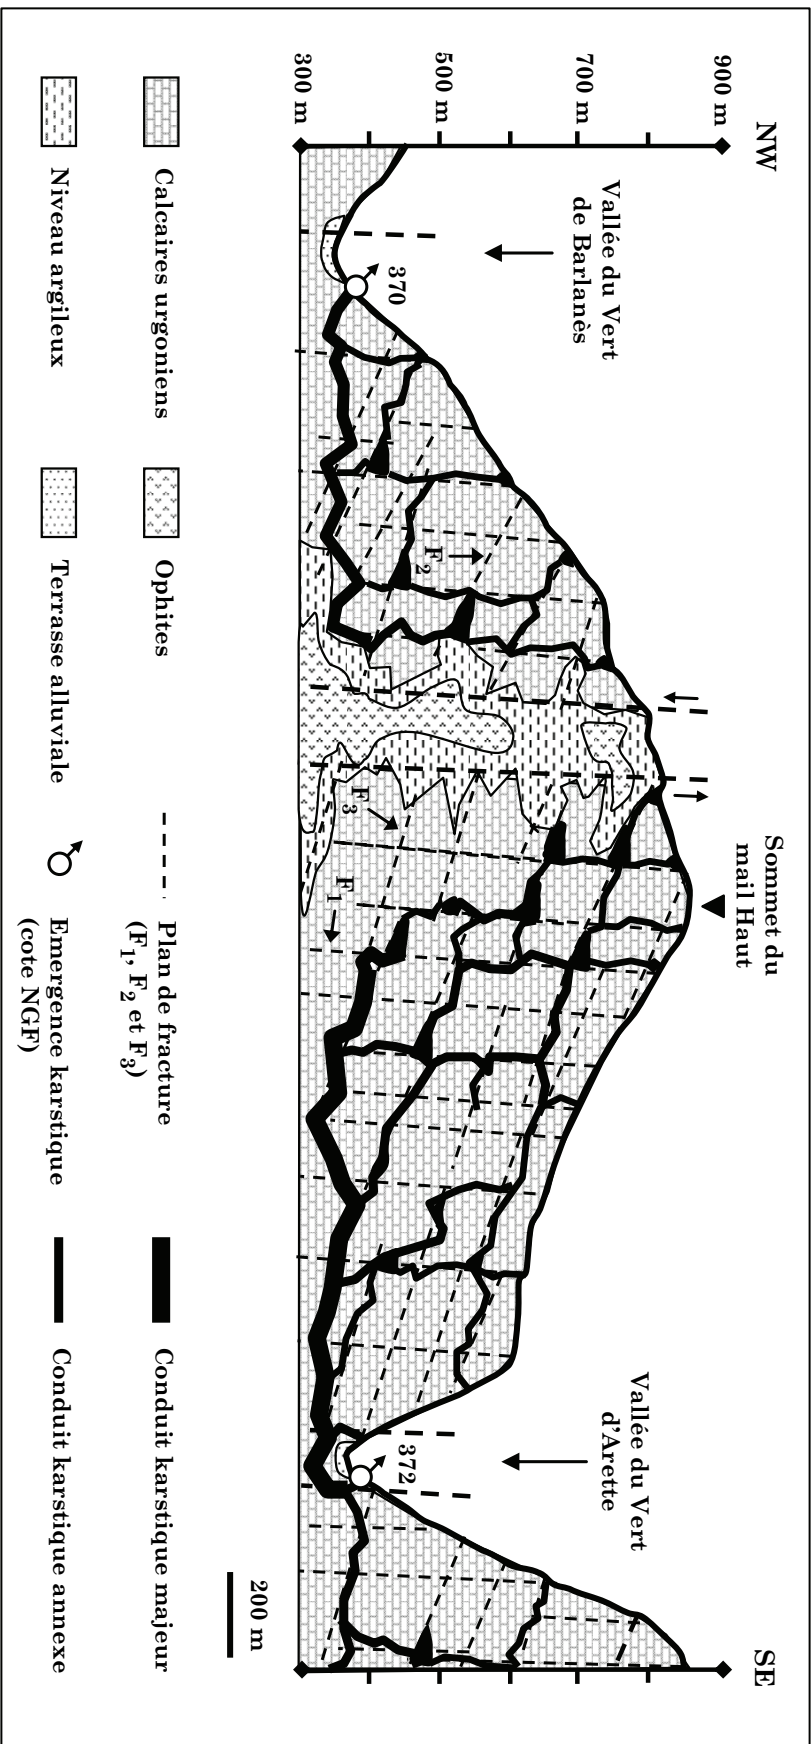 NW
SE
900 m
700 m
500 m
300 m
Vallée du Vert
de Barlanès
Sommet du
mail Haut
Vallée du Vert
d'Arette
370
372
F2
F3
F1
200 m
Calcaires urgoniens
Ophites
Plan de fracture
(F1, F2 et F3)
Conduit karstique majeur
Niveau argileux
Terrasse alluviale
Emergence karstique
(cote NGF)
Conduit karstique annexe